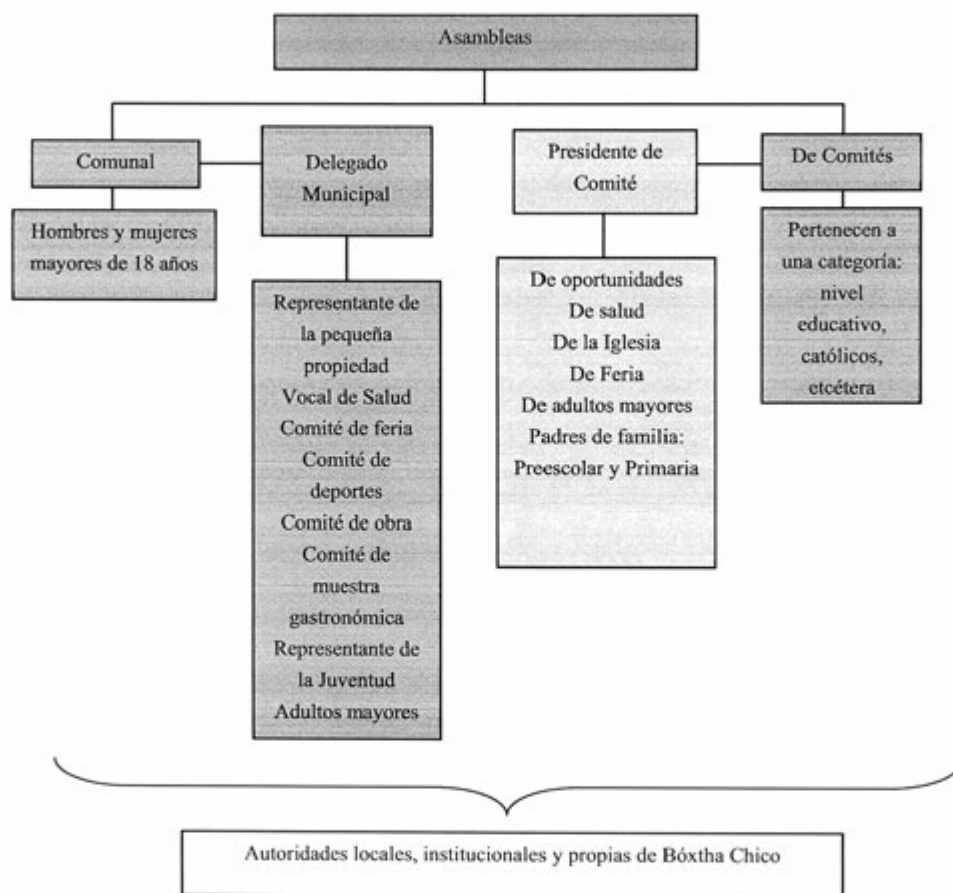 Asambleas
Comunal
Hombres y mujeres
mayores de 18 años
Delegado
Municipal
Representante de
la pequeña
propiedad
Vocal de Salud
Comité de feria
Comité de
deportes
Comité de obra
Comité de
muestra
gastronómica
Representante de
la Juventud
Adultos mayores
Presidente de
Comité
De oportunidades
De salud
De la Iglesia
De Feria
De adultos mayores
Padres de familia:
Preescolar y Primaria
De Comités
Pertenecen a
una categoría:
nivel
educativo,
católicos,
etcétera
Autoridades locales, institucionales y propias de Bóxtha Chico